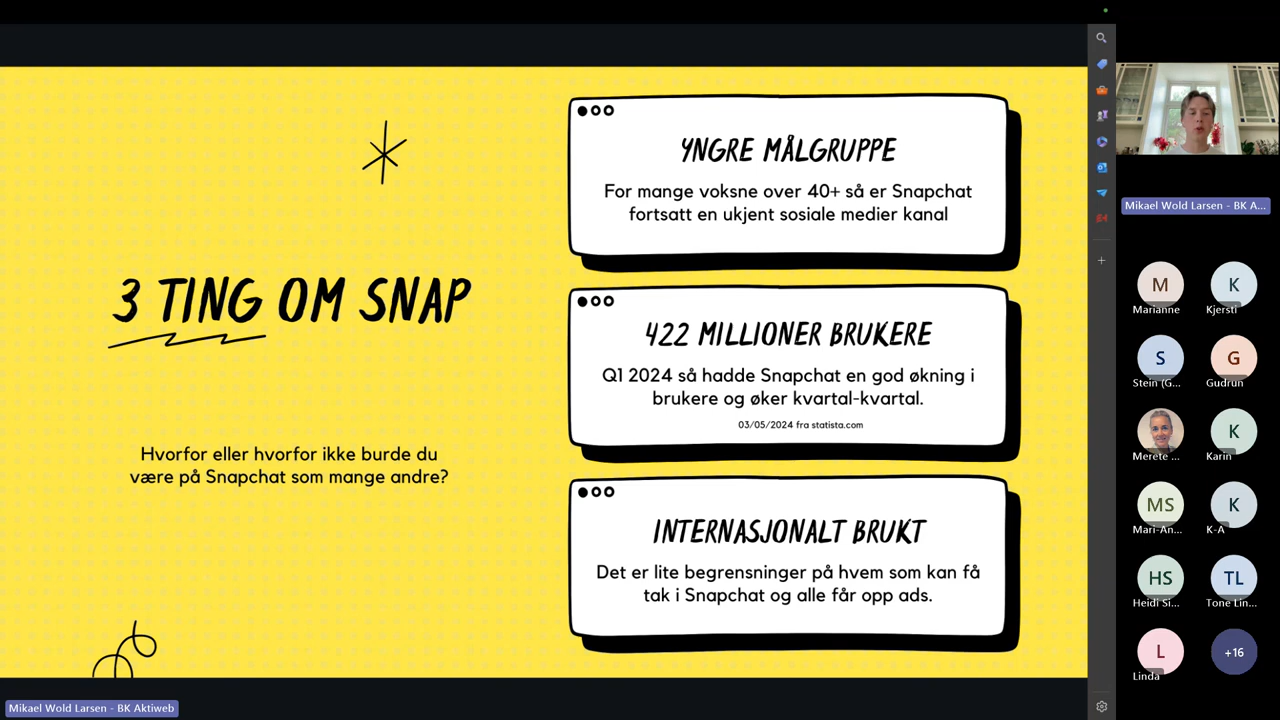 3 TING OM SNAP
Hvorfor eller hvorfor ikke burde du
være på Snapchat som mange andre?
YNGRE MÅLGRUPPE
For mange voksne over 40+ så er Snapchat
fortsatt en ukjent sosiale medier kanal
422 MILLIONER BRUKERE
Q1 2024 så hadde Snapchat en god økning i
brukere og øker kvartal-kvartal.
03/05/2024 fra statista.com
INTERNASJONALT BRUKT
Det er lite begrensninger på hvem som kan få
tak i Snapchat og alle får opp ads.
Mikael Wold Larsen - BK Aktiweb
Mikael Wold Larsen - BK A...
M
Marianne
K
Kjersti
S
Stein (G...
G
Gudrun
Merete ...
K
Karin
MS
Mari-An...
K
K-A
HS
Heidi Si...
TL
Tone Lin...
L
Linda
+16